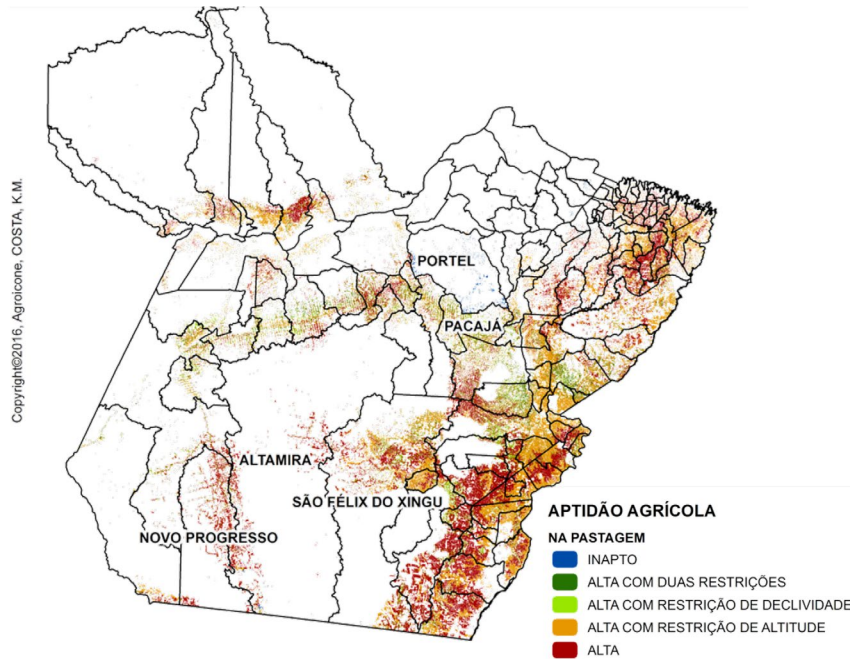 Copyright©2016, Agroicone, COSTA, K.M.
PORTEL
PACAJÁ
ALTAMIRA
SÃO FÉLIX DO XINGU
NOVO PROGRESSO
APTIDÃO AGRÍCOLA
NA PASTAGEM
INAPTO
ALTA COM DUAS RESTRIÇÕES
ALTA COM RESTRIÇÃO DE DECLIVIDADE
ALTA COM RESTRIÇÃO DE ALTITUDE
ALTA